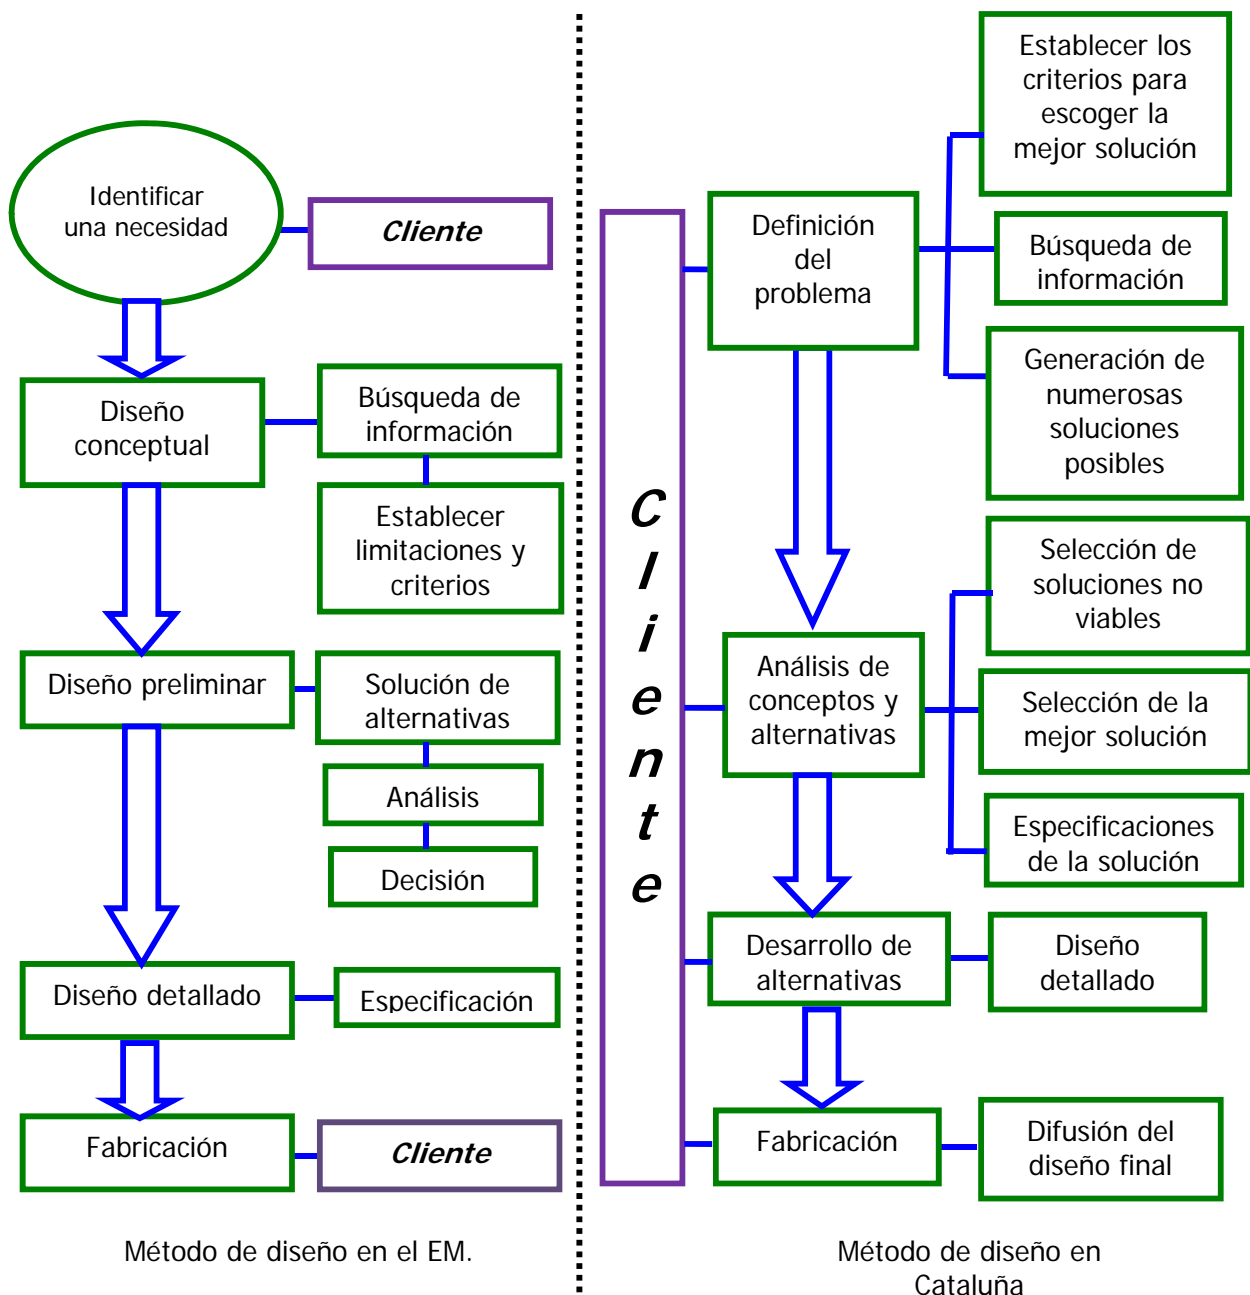 Identificar
una necesidad
Cliente
Diseño
conceptual
Búsqueda de
información
Establecer
limitaciones y
criterios
Diseño preliminar
Solución de
alternativas
Análisis
Decisión
Diseño detallado
Especificación
Fabricación
Cliente
Método de diseño en el EM.
Cliente
Definición
del
problema
Establecer los
criterios para
escoger la
mejor solución
Búsqueda de
información
Generación de
numerosas
soluciones
posibles
Análisis de
conceptos y
alternativas
Selección de
soluciones no
viables
Selección de la
mejor solución
Especificaciones
de la solución
Desarrollo de
alternativas
Diseño
detallado
Fabricación
Difusión del
diseño final
Método de diseño en
Cataluña